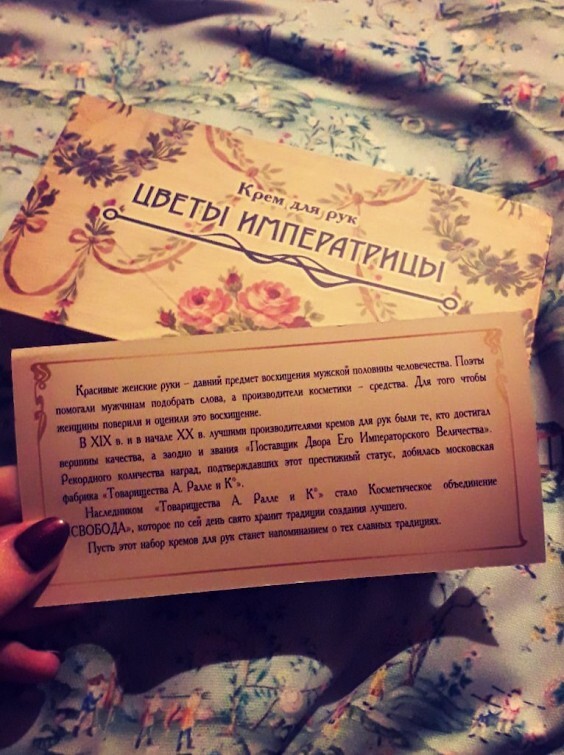 Крем для рук
ЦВЕТЫ ИМПЕРАТРИЦЫ
Красивые женские руки – давний предмет восхищения мужской половины человечества. Поэты
помогали мужчинам подобрать слова, а производители косметики – средства. Для того чтобы
женщины поверили и оценили это восхищение.
В XIX в. и в начале XX в. лучшими производителями кремов для рук были те, кто достигал
вершины качества, а заодно и звания «Поставщик Двора Его Императорского Величества».
Рекордного количества наград, подтверждавших этот престижный статус, добилась московская
фабрика «Товарищества А. Ралле и К°».
Наследником «Товарищества А. Ралле и К°» стало Косметическое объединение
«СВОБОДА», которое по сей день свято хранит традиции создания лучшего.
Пусть этот набор кремов для рук станет напоминанием о тех славных традициях.